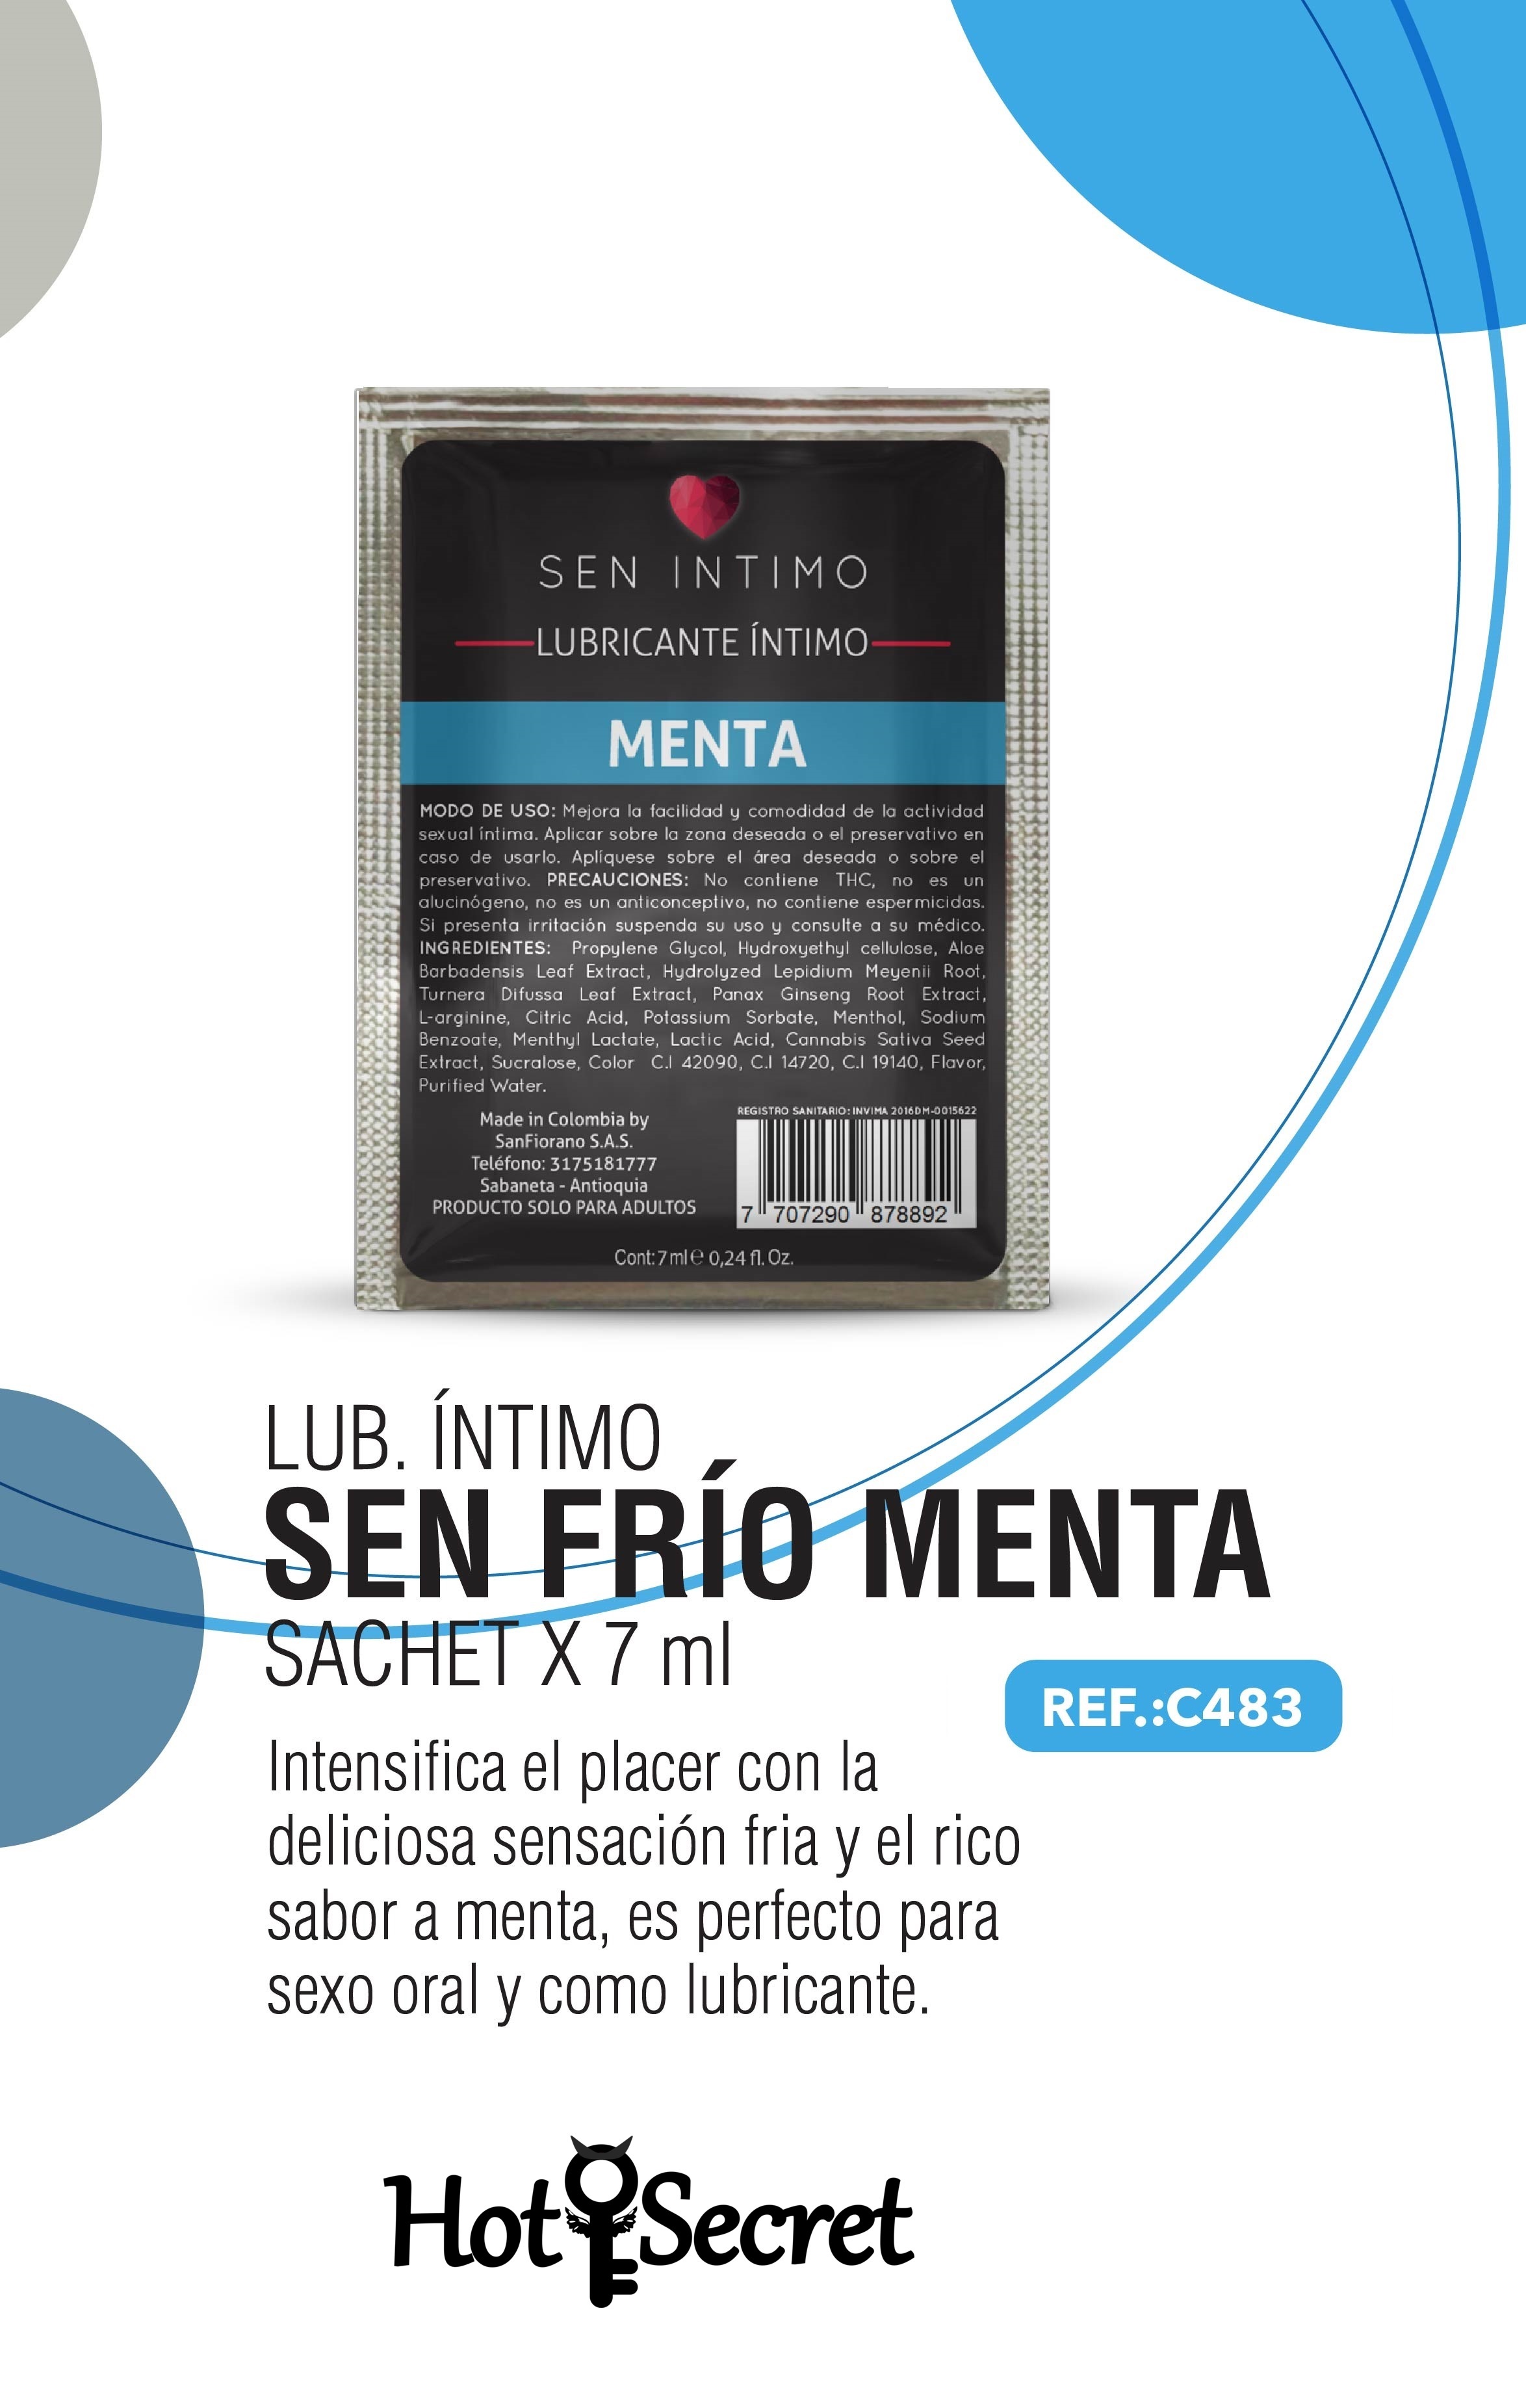 SEN INTIMO
LUBRICANTE ÍNTIMO
MENTA
MODO DE USO: Mejora la facilidad y comodidad de la actividad
sexual íntima. Aplicar sobre la zona deseada o el preservativo en
caso de usarlo. Aplíquese sobre el área deseada o sobre el
preservativo. PRECAUCIONES: No contiene THC, no es un
alucinógeno, no es un anticonceptivo, no contiene espermicidas.
Si presenta irritación suspenda su uso y consulte a su médico.
INGREDIENTES: Propylene Glycol, Hydroxyethyl cellulose, Aloe
Barbadensis Leaf Extract, Hydrolyzed Lepidium Meyenii Root,
Turnera Difussa Leaf Extract, Panax Ginseng Root Extract,
L-arginine, Citric Acid, Potassium Sorbate, Menthol, Sodium
Benzoate, Menthyl Lactate, Lactic Acid, Cannabis Sativa Seed
Extract, Sucralose, Color C.I 42090, C.I 14720, C.I 19140, Flavor,
Purified Water.
Made in Colombia by
SanFiorano S.A.S.
Teléfono: 3175181777
Sabaneta - Antioquia
PRODUCTO SOLO PARA ADULTOS
REGISTRO SANITARIO: INVIMA 2016DM-0015622
7 707290 878892
Cont: 7 ml ℮ 0,24 fl. Oz.
LUB. ÍNTIMO
SEN FRÍO MENTA
SACHET X 7 ml
REF.:C483
Intensifica el placer con la
deliciosa sensación fria y el rico
sabor a menta, es perfecto para
sexo oral y como lubricante.
Hot Secret